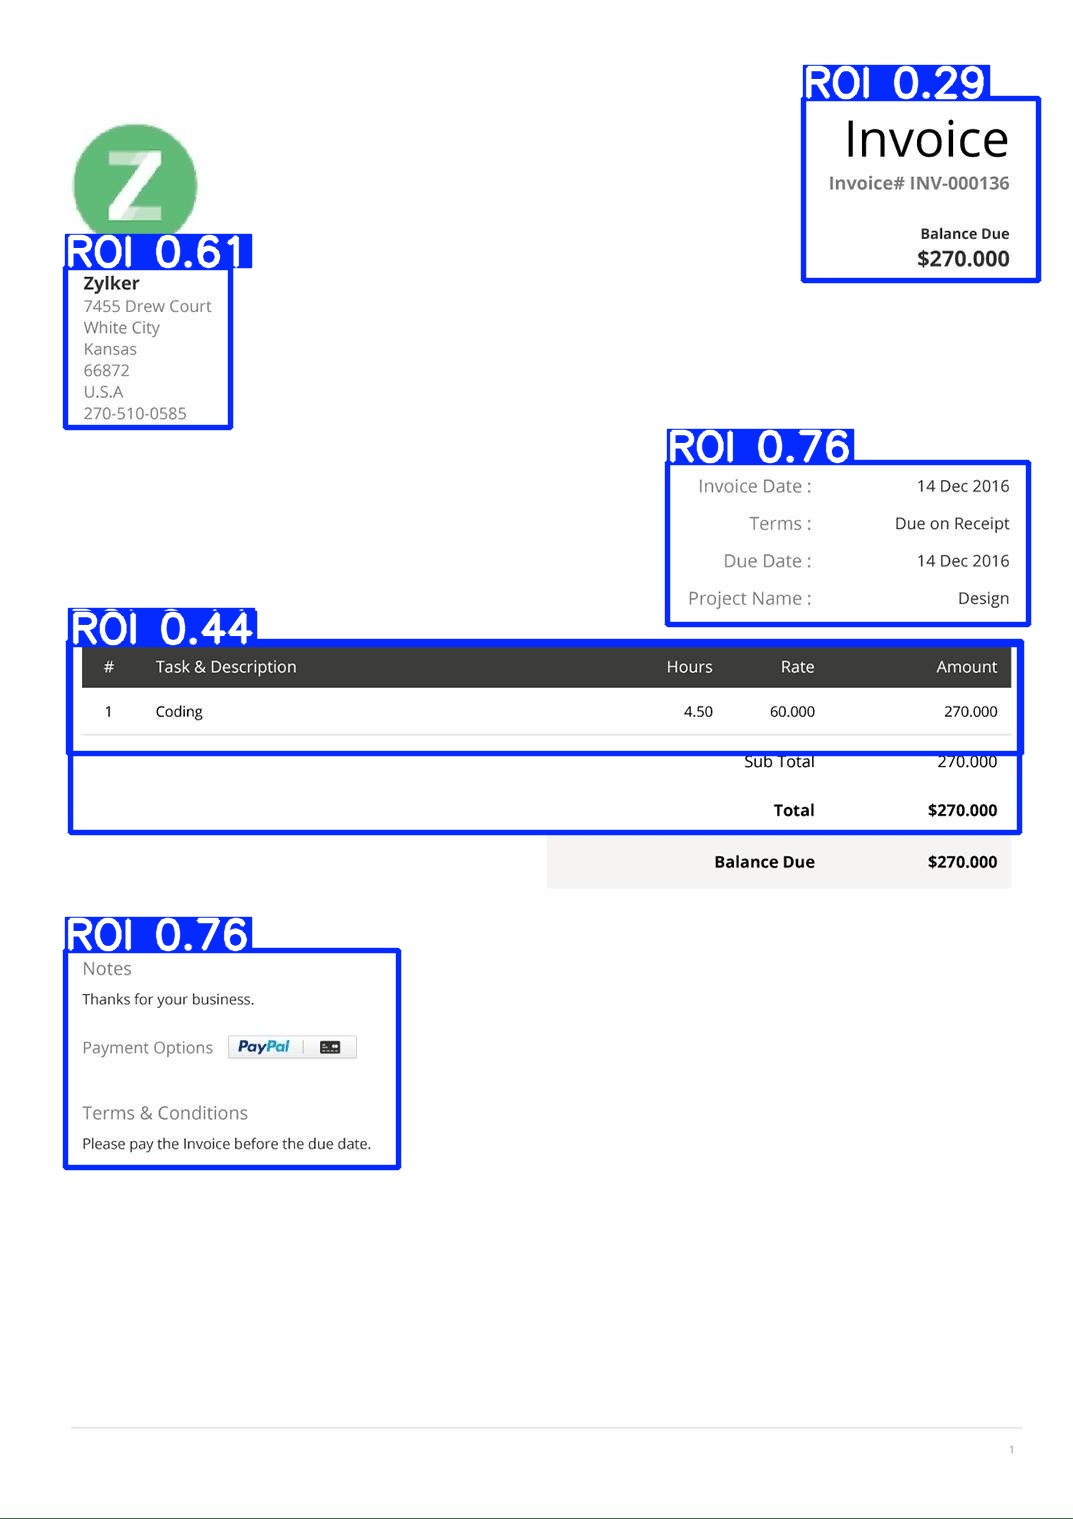 ROI 0.29
Invoice
Invoice# INV-000136
Balance Due
$270.000
Z
ROI 0.61
Zylker
7455 Drew Court
White City
Kansas
66872
U.S.A
270-510-0585
ROI 0.76
Invoice Date : 14 Dec 2016
Terms : Due on Receipt
Due Date : 14 Dec 2016
Project Name : Design
ROI 0.44
# Task & Description Hours Rate Amount
1 Coding 4.50 60.000 270.000
Sub Total 270.000
Total $270.000
Balance Due $270.000
ROI 0.76
Notes
Thanks for your business.
Payment Options PayPal
Terms & Conditions
Please pay the Invoice before the due date.
1